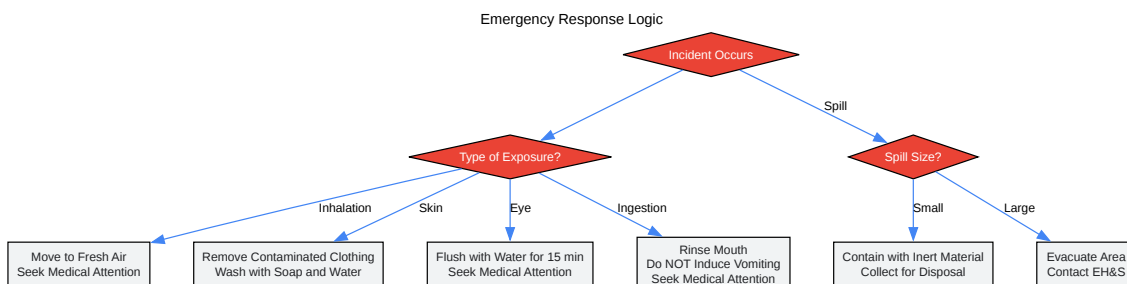 Emergency Response Logic
Incident Occurs
Spill
Type of Exposure?
Spill Size?
Inhalation
Skin
Eye
Ingestion
Small
Large
Move to Fresh Air
Seek Medical Attention
Remove Contaminated Clothing
Wash with Soap and Water
Flush with Water for 15 min
Seek Medical Attention
Rinse Mouth
Do NOT Induce Vomiting
Seek Medical Attention
Contain with Inert Material
Collect for Disposal
Evacuate Area
Contact EH&S